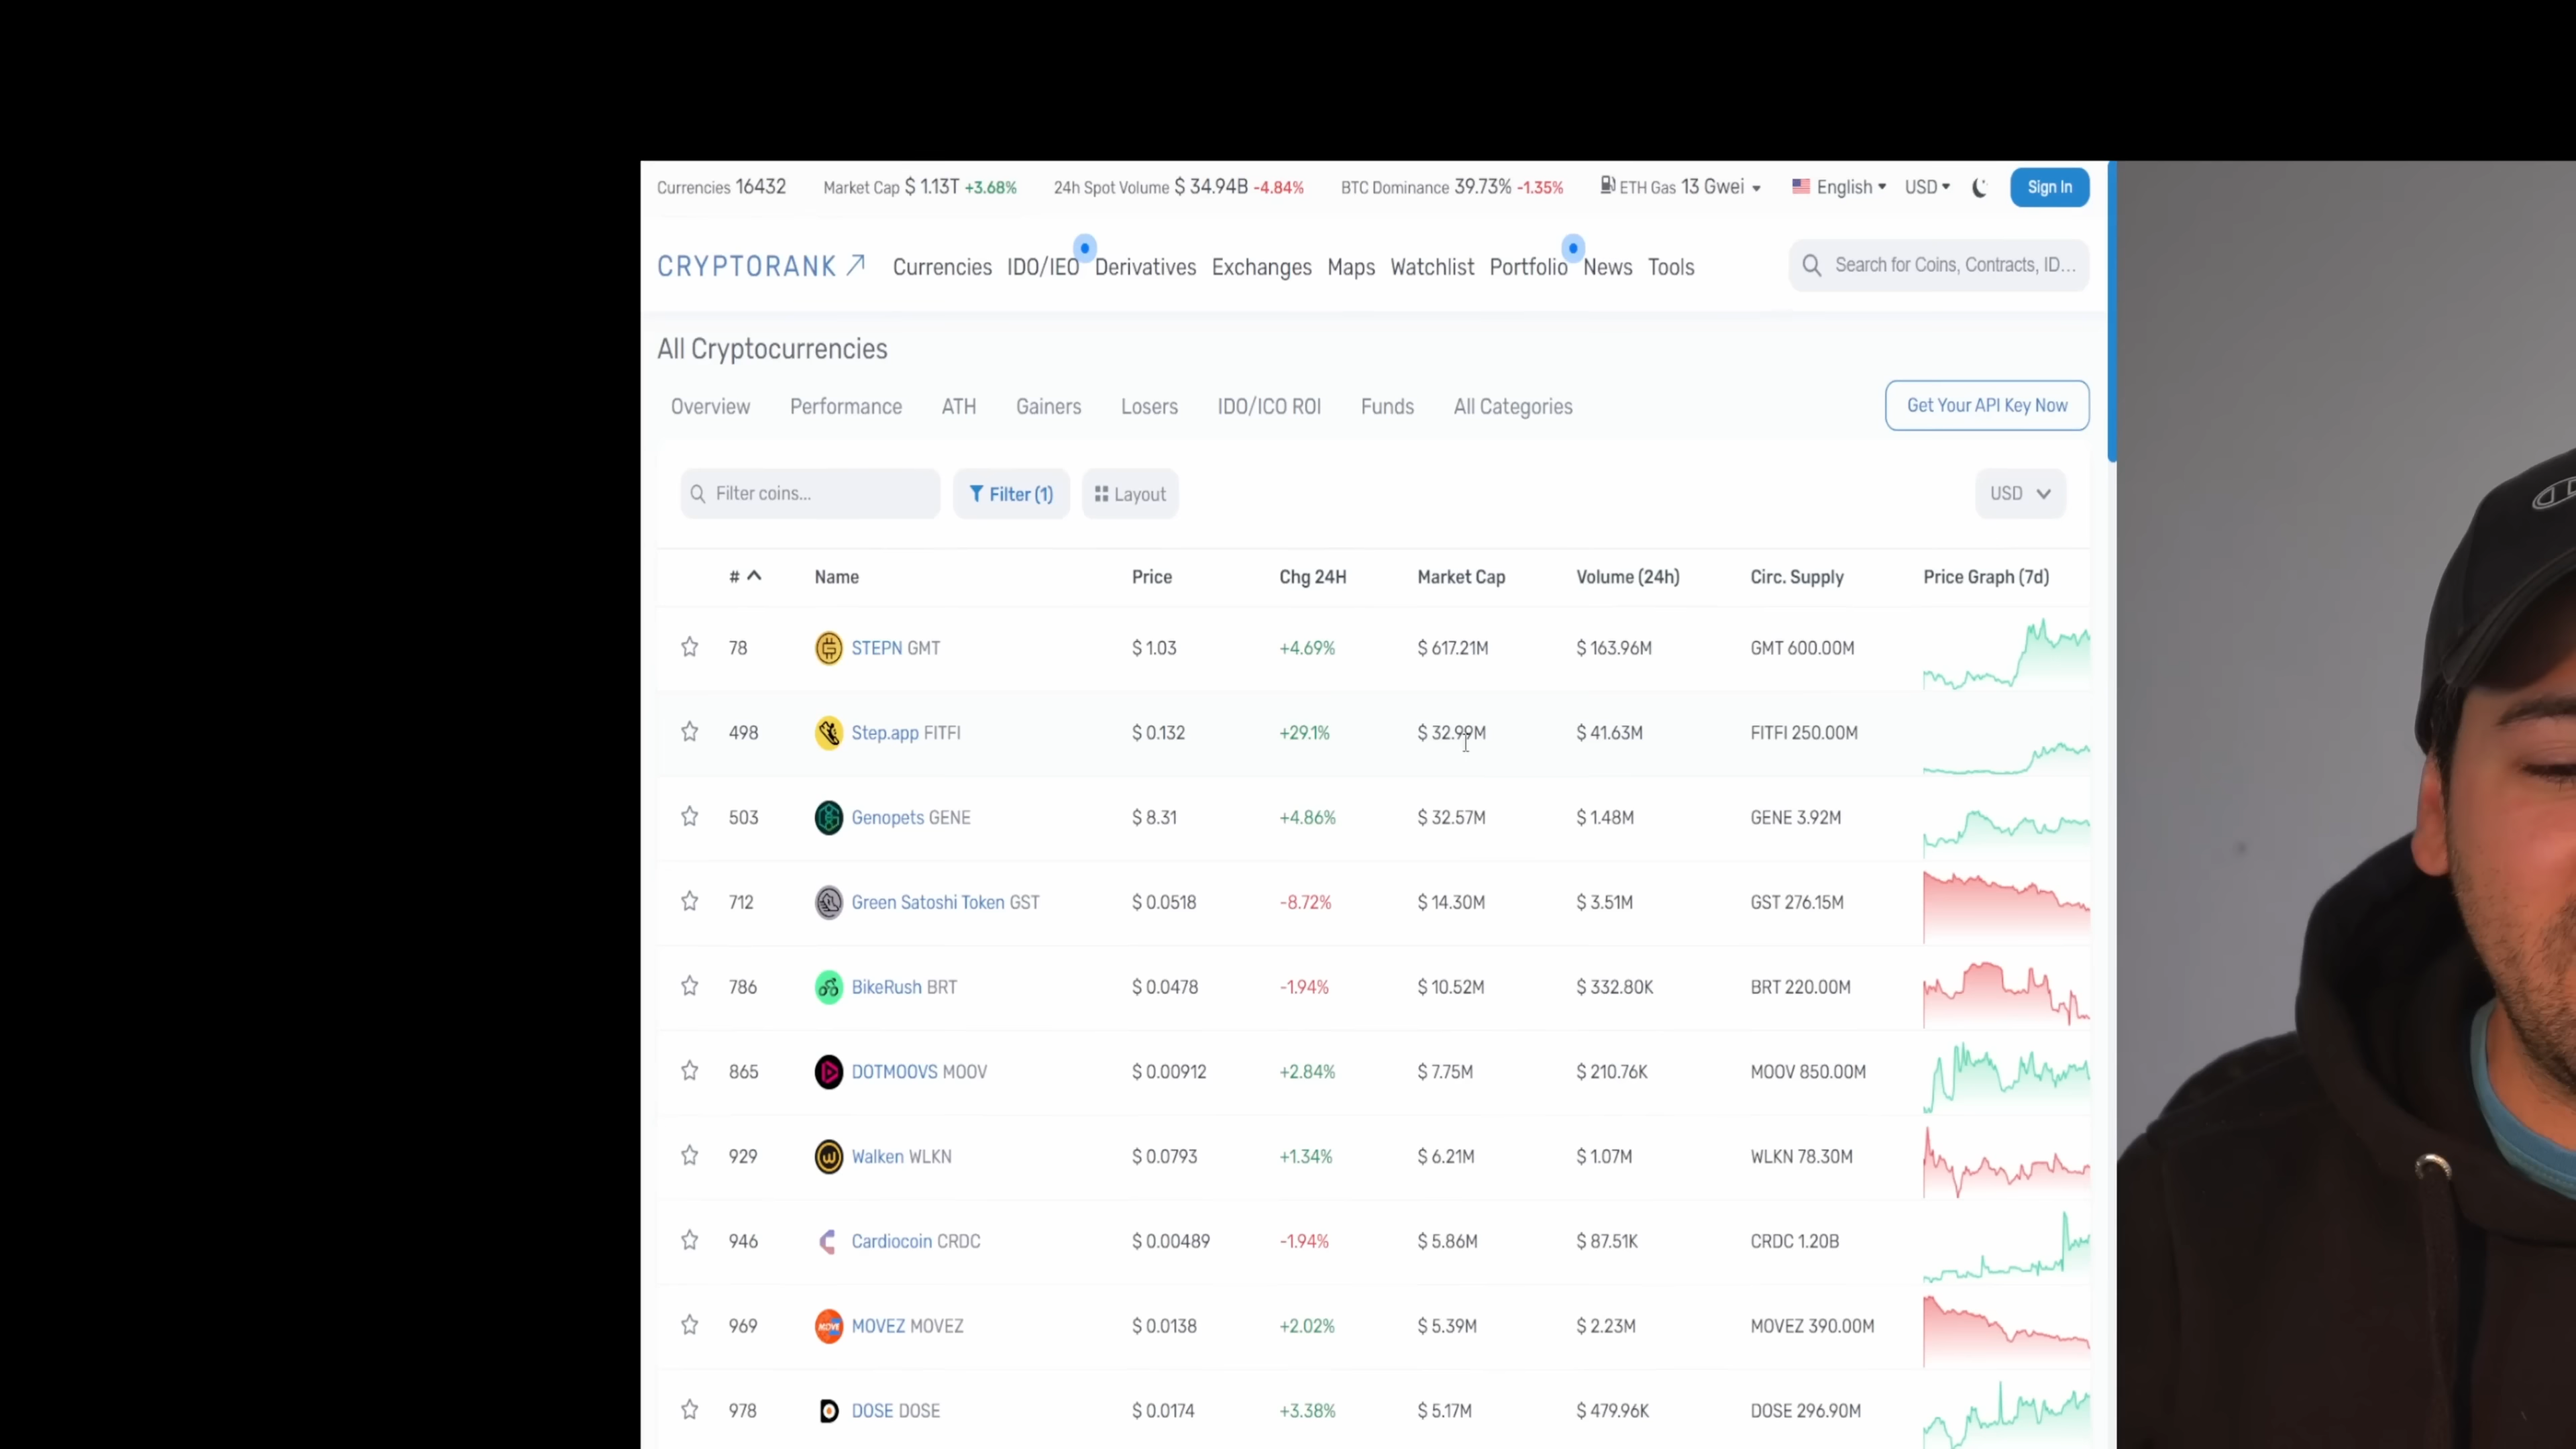 Currencies 16432 Market Cap $ 1.13T +3.68% 24h Spot Volume $ 34.94B -4.84% BTC Dominance 39.73% -1.35% ETH Gas 13 Gwei English USD Sign In
CRYPTORANK Currencies IDO/IEO Derivatives Exchanges Maps Watchlist Portfolio News Tools Search for Coins, Contracts, ID...
All Cryptocurrencies
Overview Performance ATH Gainers Losers IDO/ICO ROI Funds All Categories Get Your API Key Now
Filter coins... Filter (1) Layout USD
# Name Price Chg 24H Market Cap Volume (24h) Circ. Supply Price Graph (7d)
78 STEPN GMT $ 1.03 +4.69% $ 617.21M $ 163.96M GMT 600.00M
498 Step.app FITFI $ 0.132 +29.1% $ 32.99M $ 41.63M FITFI 250.00M
503 Genopets GENE $ 8.31 +4.86% $ 32.57M $ 1.48M GENE 3.92M
712 Green Satoshi Token GST $ 0.0518 -8.72% $ 14.30M $ 3.51M GST 276.15M
786 BikeRush BRT $ 0.0478 -1.94% $ 10.52M $ 332.80K BRT 220.00M
865 DOTMOOVS MOOV $ 0.00912 +2.84% $ 7.75M $ 210.76K MOOV 850.00M
929 Walken WLKN $ 0.0793 +1.34% $ 6.21M $ 1.07M WLKN 78.30M
946 Cardiocoin CRDC $ 0.00489 -1.94% $ 5.86M $ 87.51K CRDC 1.20B
969 MOVEZ MOVEZ $ 0.0138 +2.02% $ 5.39M $ 2.23M MOVEZ 390.00M
978 DOSE DOSE $ 0.0174 +3.38% $ 5.17M $ 479.96K DOSE 296.90M